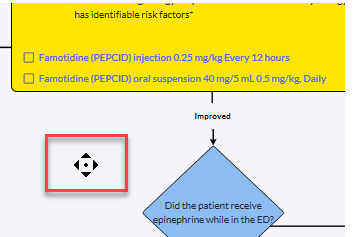 has identifiable risk factors*
Famotidine (PEPCID) injection 0.25 mg/kg Every 12 hours
Famotidine (PEPCID) oral suspension 40 mg/5 mL 0.5 mg/kg, Daily
Improved
Did the patient receive
epinephrine while in the ED?